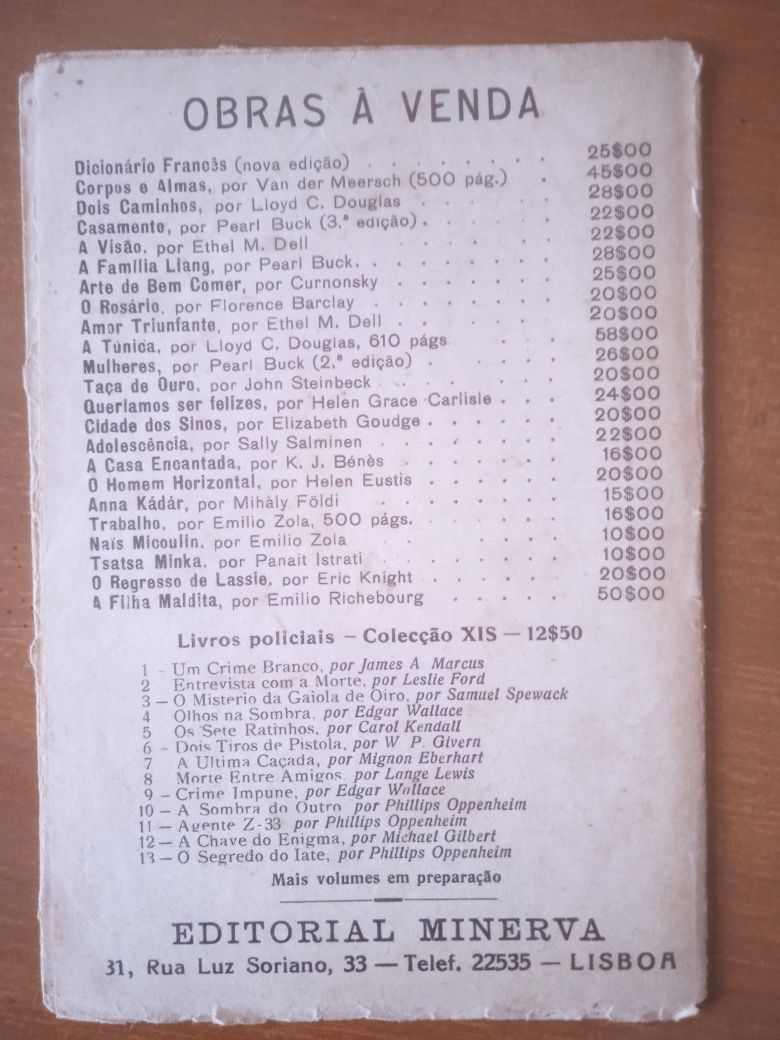 OBRAS À VENDA
Dicionário Francês (nova edição) . . . . . . . . 25$00
Corpos e Almas, por Van der Meersch (500 pág.) . 45$00
Dois Caminhos, por Lloyd C. Douglas . . . . . . 28$00
Casamento, por Pearl Buck (3.ª edição) . . . . . . 22$00
A Visão, por Ethel M. Dell . . . . . . 22$00
A Família Liang, por Pearl Buck. . . . . . . . . 28$00
Arte de Bem Comer, por Curnonsky . . . . . . . 25$00
O Rosário, por Florence Barclay . . . . . . . . 20$00
Amor Triunfante, por Ethel M. Dell . . . . . . . 20$00
A Túnica, por Lloyd C. Douglas, 610 págs . . . 58$00
Mulheres, por Pearl Buck (2.ª edição) . . . . . . 26$00
Taça de Ouro, por John Steinbeck . . . . . . . 20$00
Queríamos ser felizes, por Helen Grace Carlisle . . . 24$00
Cidade dos Sinos, por Elizabeth Goudge . . . . . . 20$00
Adolescência, por Sally Salminen . . . . . . . 22$00
A Casa Encantada, por K. J. Bénès . . . . . . . 16$00
O Homem Horizontal, por Helen Eustis . . . . . . 20$00
Anna Kádár, por Mihàly Földi . . . . . . . 15$00
Trabalho, por Emilio Zola, 500 págs. . . . . . . 16$00
Naïs Micoulin, por Emilio Zola . . . . . . 10$00
Tsatsa Minka, por Panait Istrati . . . . . . . 10$00
O Regresso de Lassie, por Eric Knight . . . . . . 20$00
A Filha Maldita, por Emilio Richebourg . . . . . 50$00
Livros policiais — Colecção XIS — 12$50
1 - Um Crime Branco, por James A Marcus
2 Entrevista com a Morte, por Leslie Ford
3 — O Misterio da Gaiola de Oiro, por Samuel Spewack
4 Olhos na Sombra, por Edgar Wallace
5 Os Sete Ratinhos, por Carol Kendall
6 - Dois Tiros de Pistola, por W P. Givern
7 A Ultima Caçada, por Mignon Eberhart
8 Morte Entre Amigos, por Lange Lewis
9 — Crime Impune, por Edgar Wallace
10 — A Sombra do Outro por Phillips Oppenheim
11 — Agente Z-33 por Phillips Oppenheim
12 — A Chave do Enigma, por Michael Gilbert
13 — O Segredo do Iate, por Phillips Oppenheim
Mais volumes em preparação
EDITORIAL MINERVA
31, Rua Luz Soriano, 33 — Telef. 22535 — LISBOA